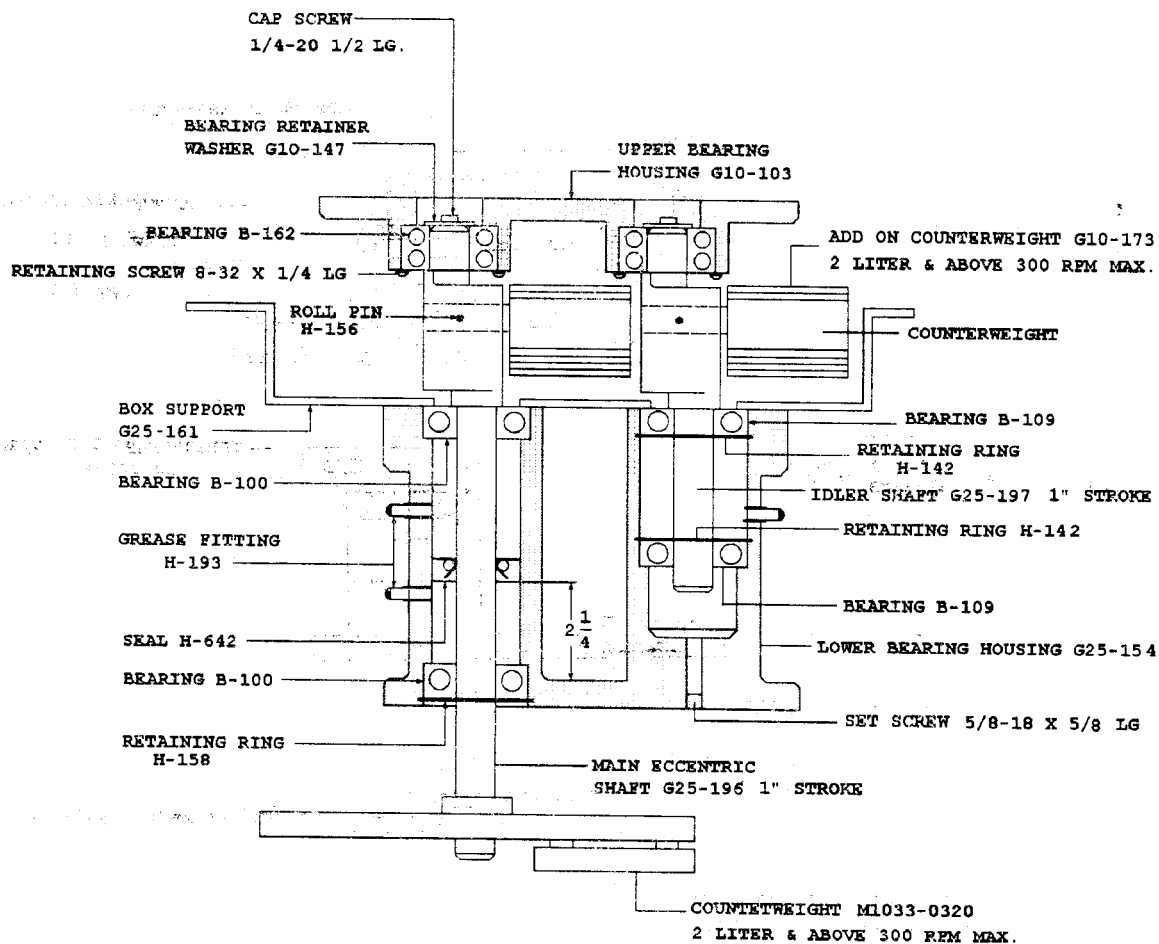 CAP SCREW
1/4-20 1/2 LG.
BEARING RETAINER
WASHER G10-147
UPPER BEARING
HOUSING G10-103
BEARING B-162
ADD ON COUNTERWEIGHT G10-173
2 LITER & ABOVE 300 RPM MAX.
RETAINING SCREW 8-32 X 1/4 LG
ROLL PIN
H-156
COUNTERWEIGHT
BOX SUPPORT
G25-161
BEARING B-109
RETAINING RING
H-142
BEARING B-100
IDLER SHAFT G25-197 1" STROKE
RETAINING RING H-142
GREASE FITTING
H-193
BEARING B-109
SEAL H-642
2 1/4
LOWER BEARING HOUSING G25-154
BEARING B-100
SET SCREW 5/8-18 X 5/8 LG
RETAINING RING
H-158
MAIN ECCENTRIC
SHAFT G25-196 1" STROKE
COUNTETWEIGHT M1033-0320
2 LITER & ABOVE 300 RPM MAX.